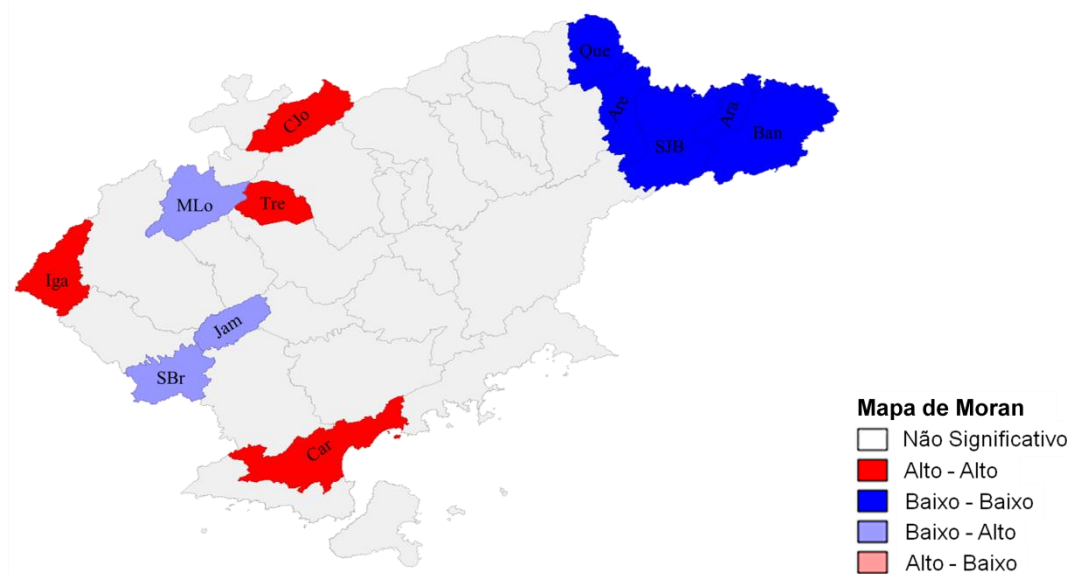 Que
CJo
Are
Ara
SJB
Ban
MLo
Tre
Iga
Jam
SBr
Car
Mapa de Moran
Não Significativo
Alto - Alto
Baixo - Baixo
Baixo - Alto
Alto - Baixo